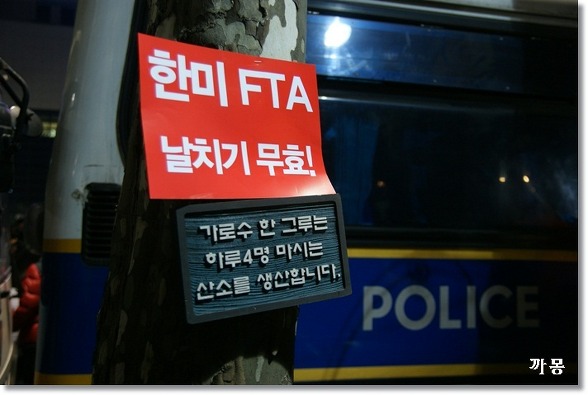 한미 FTA
날치기 무효!
가로수 한 그루는
하루4명 마시는
산소를 생산합니다.
POLICE
까몽